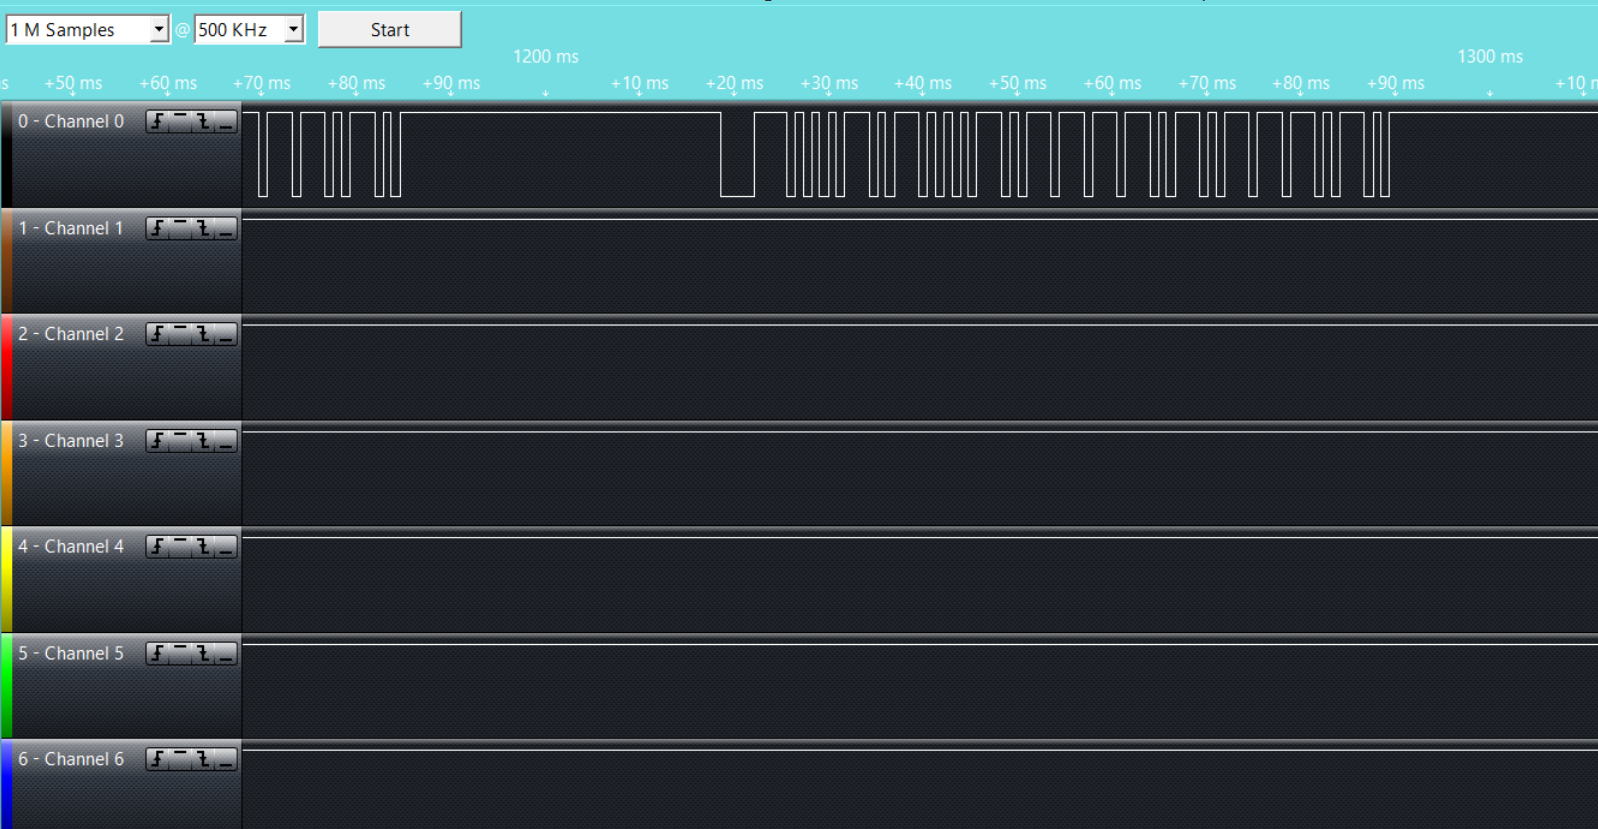 1 M Samples @ 500 KHz Start
1200 ms 1300 ms
s +50 ms +60 ms +70 ms +80 ms +90 ms +10 ms +20 ms +30 ms +40 ms +50 ms +60 ms +70 ms +80 ms +90 ms +10 m
0 - Channel 0
1 - Channel 1
2 - Channel 2
3 - Channel 3
4 - Channel 4
5 - Channel 5
6 - Channel 6